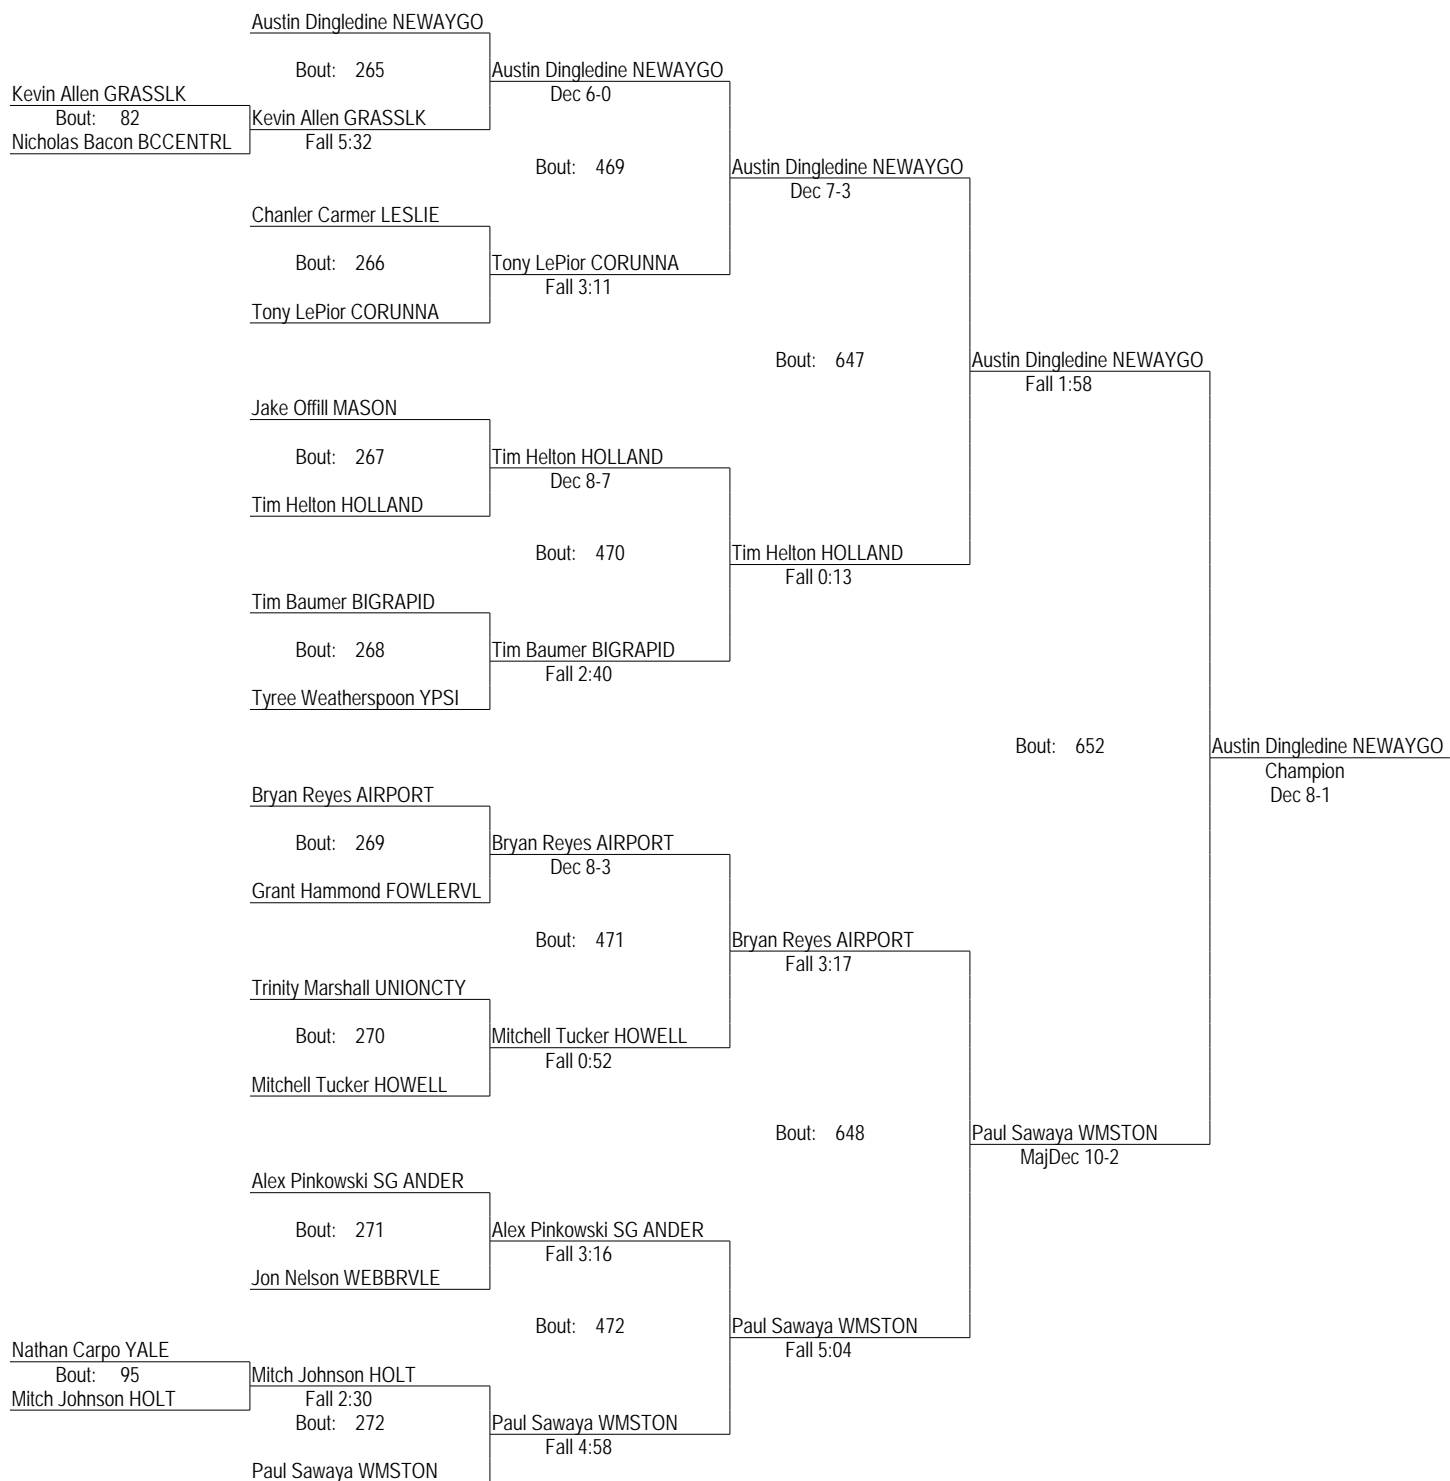 Austin Dingledine NEWAYGO
Bout: 265
Austin Dingledine NEWAYGO
Dec 6-0
Kevin Allen GRASSLK
Bout: 82
Nicholas Bacon BCCENTRL
Kevin Allen GRASSLK
Fall 5:32
Bout: 469
Austin Dingledine NEWAYGO
Dec 7-3
Chanler Carmer LESLIE
Bout: 266
Tony LePior CORUNNA
Fall 3:11
Tony LePior CORUNNA
Bout: 647
Austin Dingledine NEWAYGO
Fall 1:58
Jake Offill MASON
Bout: 267
Tim Helton HOLLAND
Dec 8-7
Tim Helton HOLLAND
Bout: 470
Tim Helton HOLLAND
Fall 0:13
Tim Baumer BIGRAPID
Bout: 268
Tim Baumer BIGRAPID
Fall 2:40
Tyree Weatherspoon YPSI
Bout: 652
Austin Dingledine NEWAYGO
Champion
Dec 8-1
Bryan Reyes AIRPORT
Bout: 269
Bryan Reyes AIRPORT
Dec 8-3
Grant Hammond FOWLERVL
Bout: 471
Bryan Reyes AIRPORT
Fall 3:17
Trinity Marshall UNIONCTY
Bout: 270
Mitchell Tucker HOWELL
Fall 0:52
Mitchell Tucker HOWELL
Bout: 648
Paul Sawaya WMSTON
MajDec 10-2
Alex Pinkowski SG ANDER
Bout: 271
Alex Pinkowski SG ANDER
Fall 3:16
Jon Nelson WEBBRVLE
Bout: 472
Paul Sawaya WMSTON
Fall 5:04
Nathan Carpo YALE
Bout: 95
Mitch Johnson HOLT
Mitch Johnson HOLT
Fall 2:30
Bout: 272
Paul Sawaya WMSTON
Fall 4:58
Paul Sawaya WMSTON